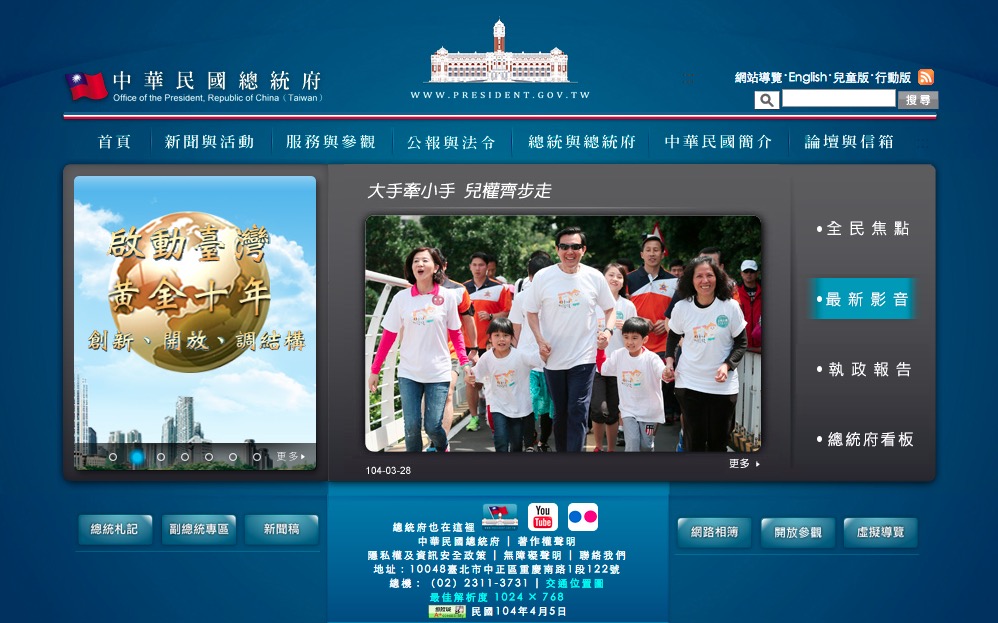 中華民國總統府
Office of the President, Republic of China (Taiwan)
WWW.PRESIDENT.GOV.TW
網站導覽·English·兒童版·行動版
搜尋
首頁
新聞與活動
服務與參觀
公報與法令
總統與總統府
中華民國簡介
論壇與信箱
啟動臺灣
黃金十年
創新、開放、調結構
更多
大手牽小手 兒權齊步走
104-03-28
更多
•全民焦點
•最新影音
•執政報告
•總統府看板
總統札記
副總統專區
新聞稿
總統府也在這裡
You
Tube
中華民國總統府 | 著作權聲明
隱私權及資訊安全政策 | 無障礙聲明 | 聯絡我們
地址：10048臺北市中正區重慶南路1段122號
總機：（02）2311-3731 | 交通位置圖
最佳解析度 1024 × 768
民國104年4月5日
網路相簿
開放參觀
虛擬導覽